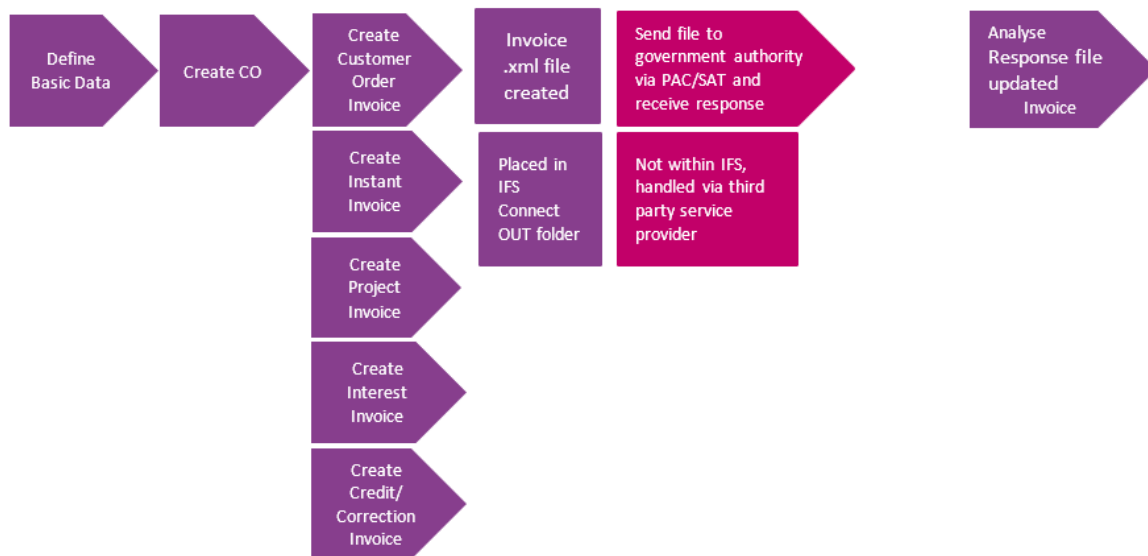 Define
Basic Data
Create CO
Create
Customer
Order
Invoice
Invoice
.xml file
created
Send file to
government authority
via PAC/SAT and
receive response
Analyse
Response file
updated
Invoice
Create
Instant
Invoice
Placed in
IFS
Connect
OUT folder
Not within IFS,
handled via third
party service
provider
Create
Project
Invoice
Create
Interest
Invoice
Create
Credit/
Correction
Invoice